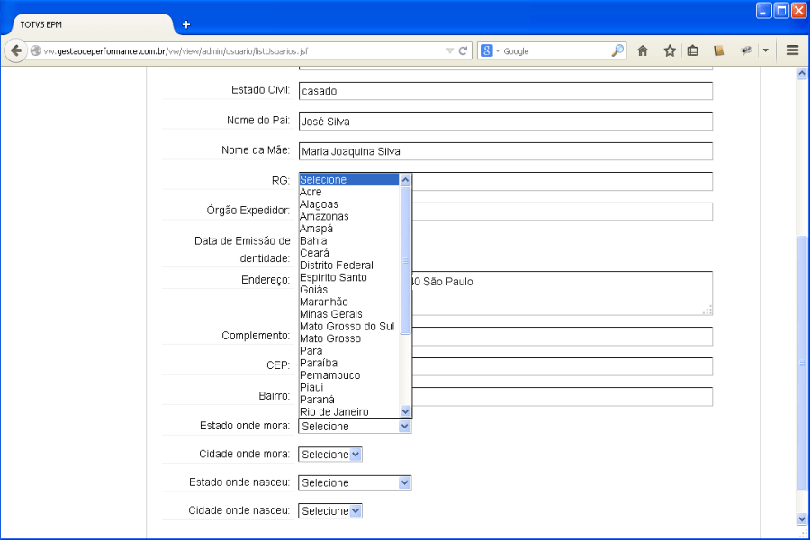 TOTVS EPM
vw.gestaodeperformance.com.br/vw/view/admin/usuario/listUsuarios.jsf
Google
Estado Civil: casado
Nome do Pai: José Silva
Nome da Mãe: Maria Joaquina Silva
RG:
Selecione
Acre
Alagoas
Órgão Expedidor:
Amazonas
Amapá
Data de Emissão de
Bahia
Ceará
dentidade:
Distrito Federal
Endereço: 40 São Paulo
Espirito Santo
Goiás
Maranhão
Minas Gerais
Mato Grosso do Sul
Complemento:
Mato Grosso
Pará
CEP:
Paraíba
Pernambuco
Piauí
Bairro:
Paraná
Rio de Janeiro
Estado onde mora: Selecione
Cidade onde mora: Selecione
Estado onde nasceu: Selecione
Cidade onde nasceu: Selecione